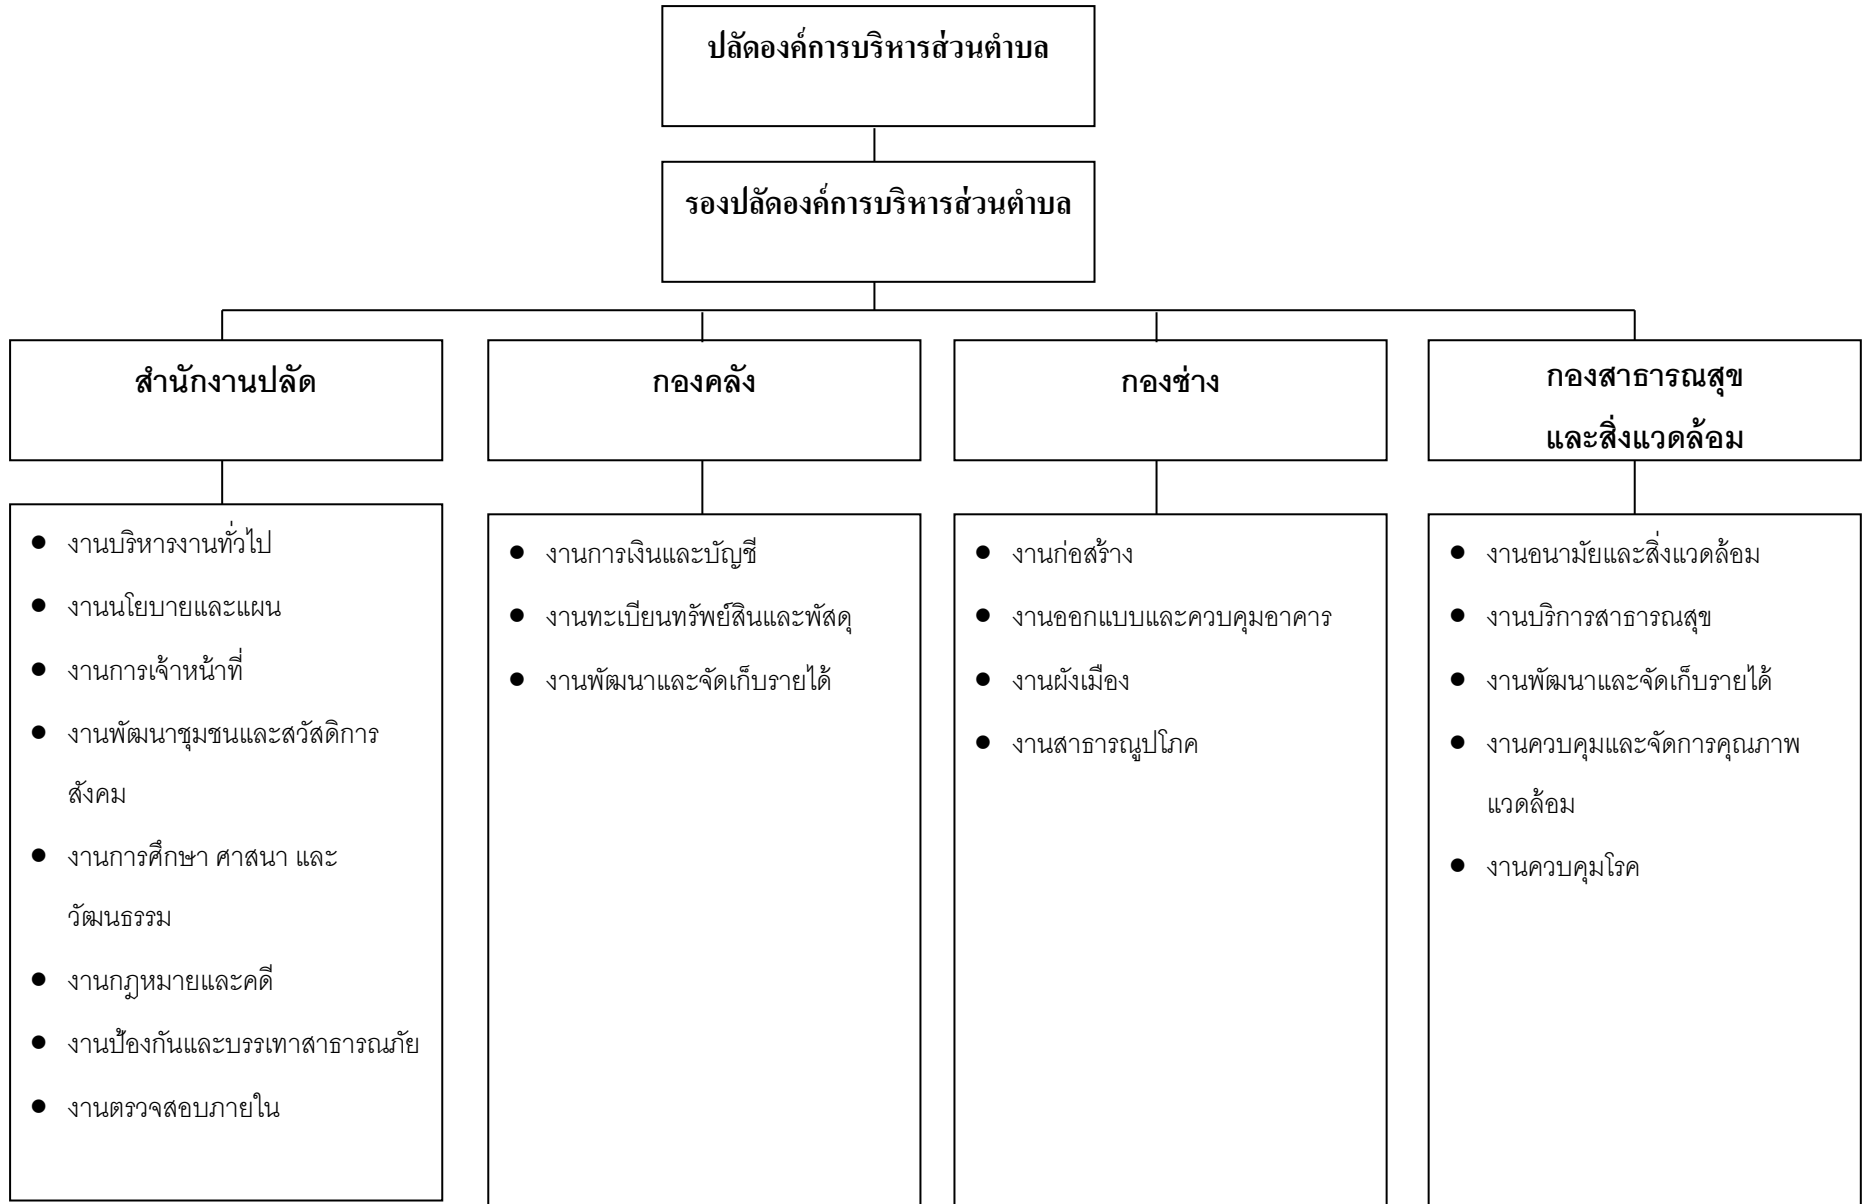 ปลัดองค์การบริหารส่วนตำบล
รองปลัดองค์การบริหารส่วนตำบล
สำนักงานปลัด
กองคลัง
กองช่าง
กองสาธารณสุข
และสิ่งแวดล้อม
● งานบริหารงานทั่วไป
● งานนโยบายและแผน
● งานการเจ้าหน้าที่
● งานพัฒนาชุมชนและสวัสดิการ
สังคม
● งานการศึกษา ศาสนา และ
วัฒนธรรม
● งานกฎหมายและคดี
● งานป้องกันและบรรเทาสาธารณภัย
● งานตรวจสอบภายใน
● งานการเงินและบัญชี
● งานทะเบียนทรัพย์สินและพัสดุ
● งานพัฒนาและจัดเก็บรายได้
● งานก่อสร้าง
● งานออกแบบและควบคุมอาคาร
● งานผังเมือง
● งานสาธารณูปโภค
● งานอนามัยและสิ่งแวดล้อม
● งานบริการสาธารณสุข
● งานพัฒนาและจัดเก็บรายได้
● งานควบคุมและจัดการคุณภาพ
แวดล้อม
● งานควบคุมโรค